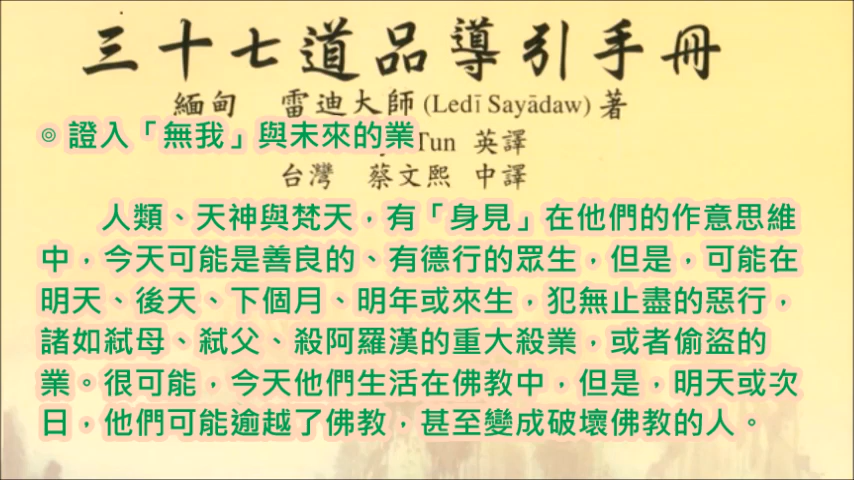 三十七道品導引手冊
緬甸 雷迪大師 (Ledī Sayādaw) 著
◎ 證入「無我」與未來的業
Tun 英譯
台灣 蔡文熙 中譯
人類、天神與梵天，有「身見」在他們的作意思維
中，今天可能是善良的、有德行的眾生，但是，可能在
明天、後天、下個月、明年或來生，犯無止盡的惡行，
諸如弒母、弒父、殺阿羅漢的重大殺業，或者偷盜的
業。很可能，今天他們生活在佛教中，但是，明天或次
日，他們可能逾越了佛教，甚至變成破壞佛教的人。